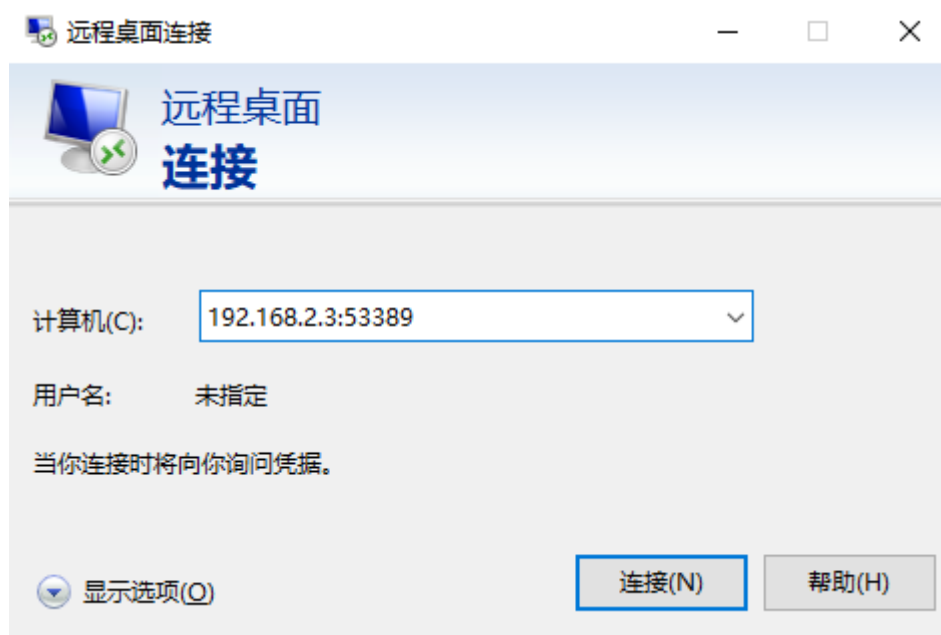 远程桌面连接
远程桌面
连接
计算机(C): 192.168.2.3:53389
用户名: 未指定
当你连接时将向你询问凭据。
显示选项(O) 连接(N) 帮助(H)